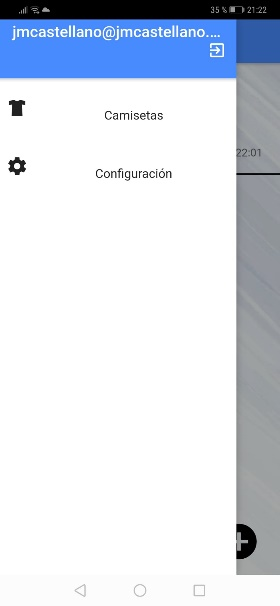 35 % 21:22
jmcastellano@jmcastellano....
Camisetas
Configuración
22:01